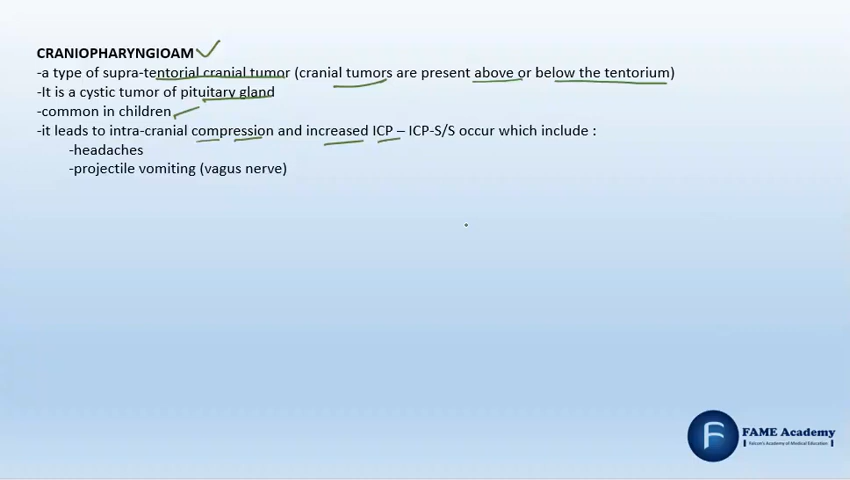 CRANIOPHARYNGIOAM
-a type of supra-tentorial cranial tumor (cranial tumors are present above or below the tentorium)
-It is a cystic tumor of pituitary gland
-common in children
-it leads to intra-cranial compression and increased ICP – ICP-S/S occur which include :
-headaches
-projectile vomiting (vagus nerve)
FAME Academy
Falcon's Academy of Medical Education